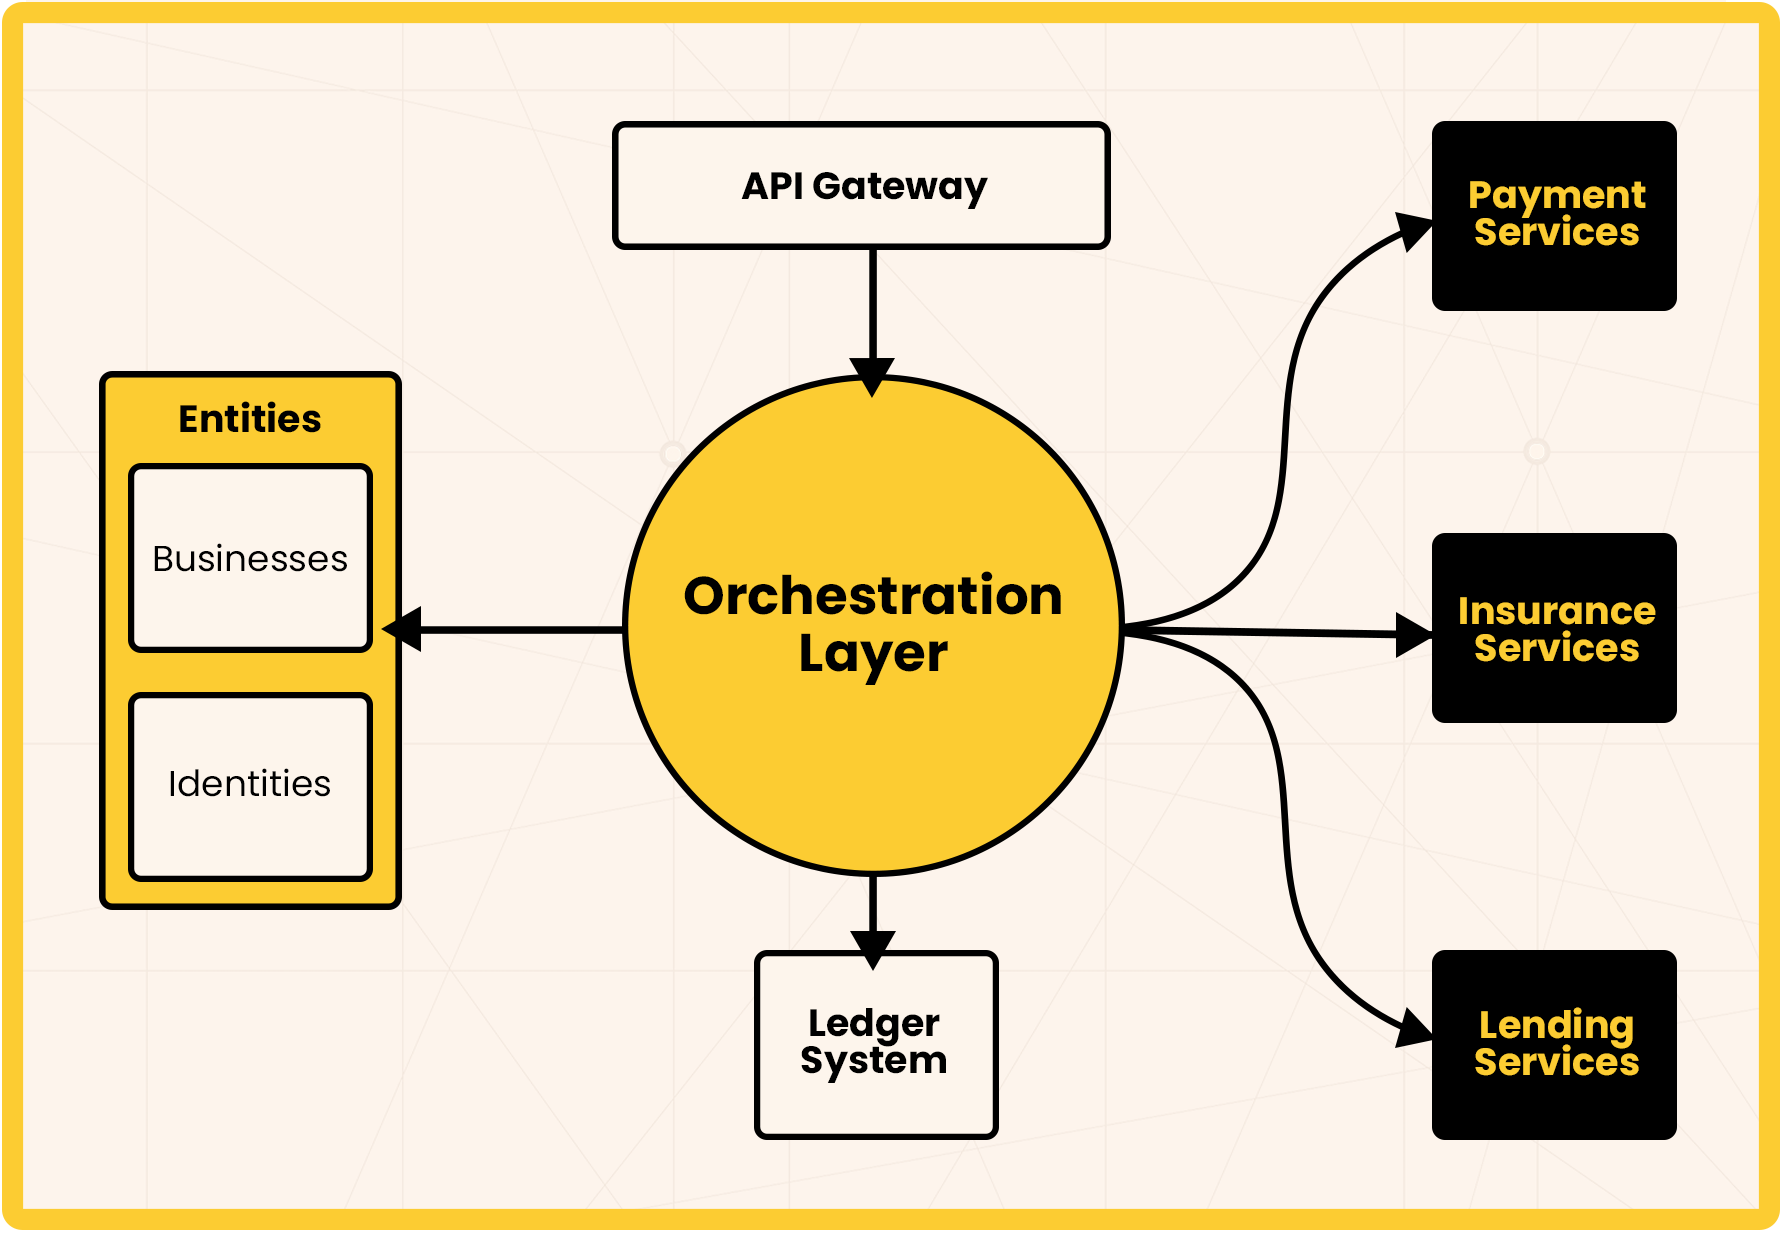 API Gateway
Payment
Services
Entities
Businesses
Identities
Orchestration
Layer
Insurance
Services
Ledger
System
Lending
Services